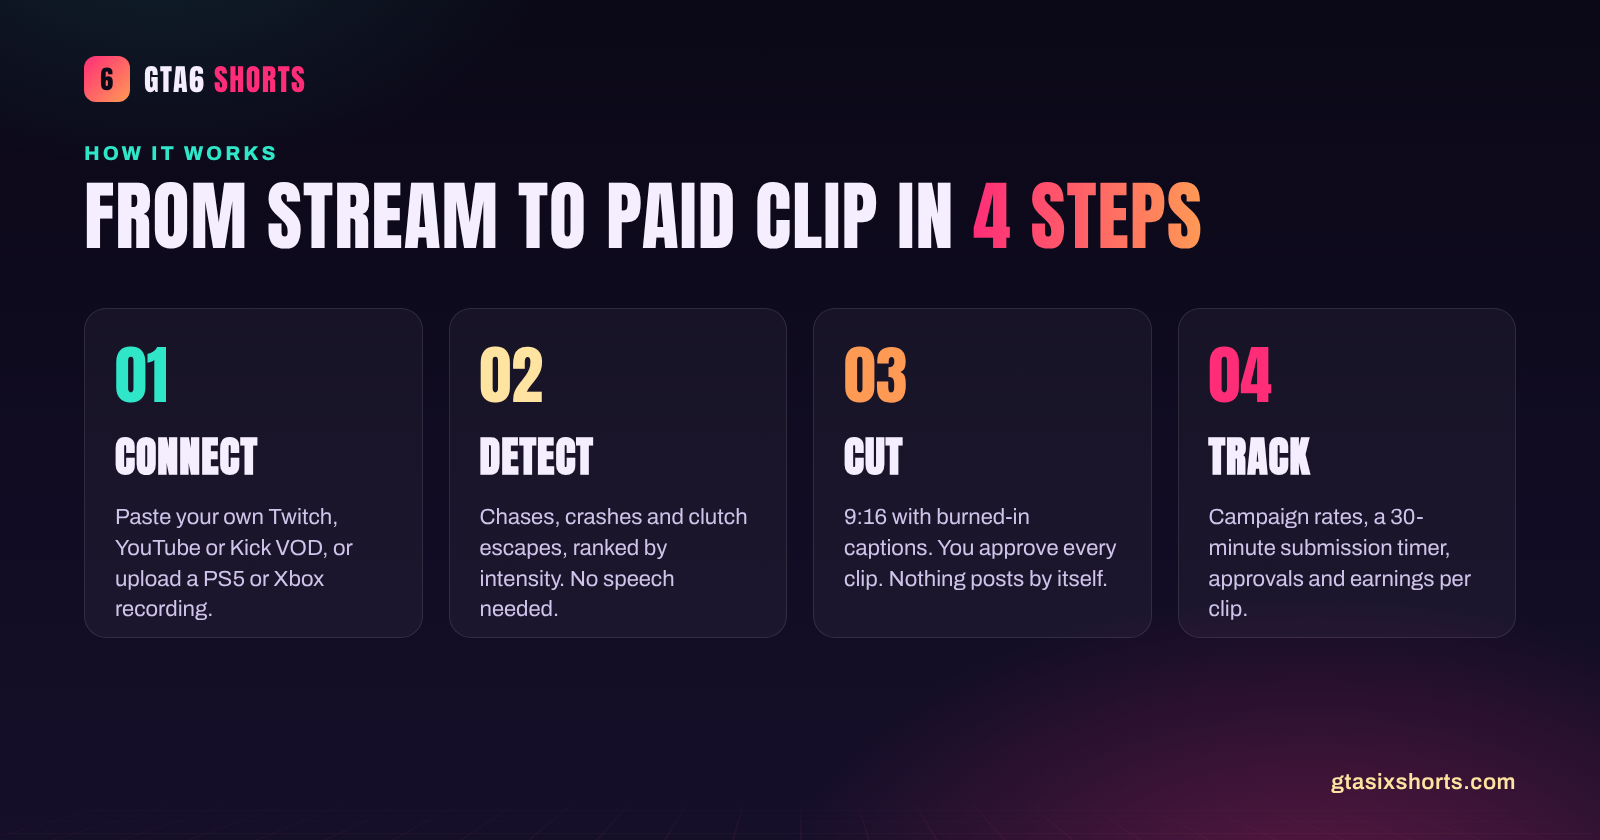 6 GTA6 SHORTS
HOW IT WORKS
FROM STREAM TO PAID CLIP IN 4 STEPS
01
CONNECT
Paste your own Twitch,
YouTube or Kick VOD, or
upload a PS5 or Xbox
recording.
02
DETECT
Chases, crashes and clutch
escapes, ranked by
intensity. No speech
needed.
03
CUT
9:16 with burned-in
captions. You approve every
clip. Nothing posts by itself.
04
TRACK
Campaign rates, a 30-
minute submission timer,
approvals and earnings per
clip.
gtasixshorts.com